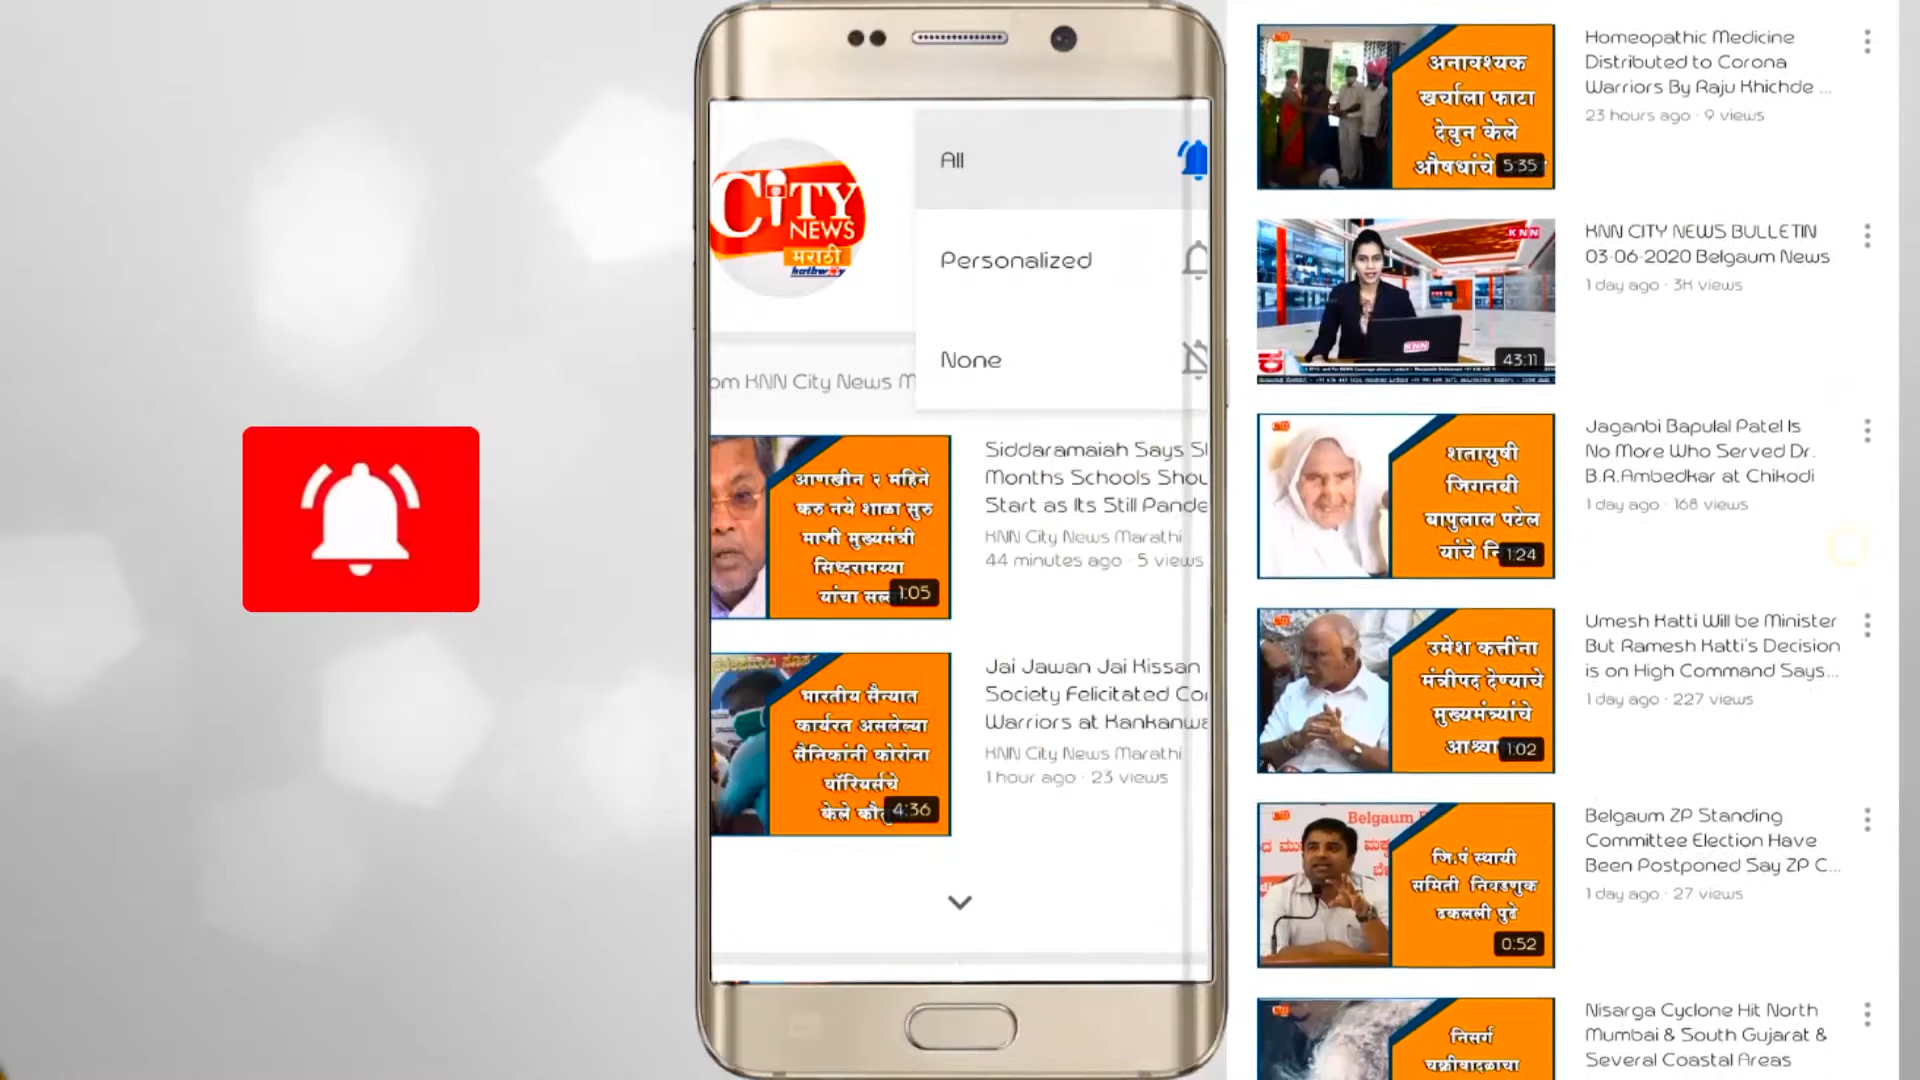 CiTY
NEWS
मराठी
hathway
All
Personalized
None
om KNN City News M
आणखीन २ महिने
करु नये शाळा सुरु
माजी मुख्यमंत्री
सिध्दरामय्या
यांचा
1:05
Siddaramaiah Says
Months Schools
Start as Its Still
KNN City News Marathi
44 minutes ago · 5 views
भारतीय सैन्यात
कार्यरत असलेल्या
सैनिकांनी कोरोना
वॉरियर्सचे
केले
4:36
Jai Jawan Jai Kissan
Society Felicitated
Warriors at
KNN City News Marathi
1 hour ago · 23 views
अनावश्यक
खर्चाला फाटा
देवुन केले
औषधांचे
5:35
Homeopathic Medicine
Distributed to Corona
Warriors By Raju Khichde ...
23 hours ago · 9 views
KNN
KNN
43:11
KNN CITY NEWS BULLETIN
03-06-2020 Belgaum News
1 day ago · 3K views
शतायुषी
जिगनबी
बापुलाल पटेल
यांचे
1:24
Jaganbi Bapulal Patel Is
No More Who Served Dr.
B.R.Ambedkar at Chikodi
1 day ago · 168 views
उमेश कत्तींना
मंत्रीपद देण्याचे
मुख्यमंत्र्यांचे
1:02
Umesh Katti Will be Minister
But Ramesh Katti's Decision
is on High Command Says...
1 day ago · 227 views
Belgaum
जि.पं स्थायी
समिती निवडणुक
ढकलली पुढे
0:52
Belgaum ZP Standing
Committee Election Have
Been Postponed Say ZP C...
1 day ago · 27 views
निसर्ग
चक्रीवादळाचा
Nisarga Cyclone Hit North
Mumbai & South Gujarat &
Several Coastal Areas